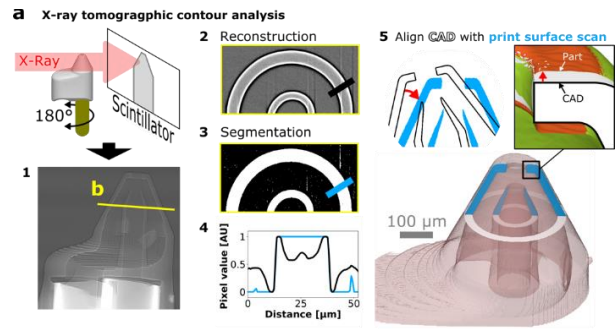 a X-ray tomogragphic contour analysis
X-Ray
Scintillator
180°
1
b
2 Reconstruction
3 Segmentation
4
Pixel value [AU]
1
0.5
0
0 25 50
Distance [µm]
5 Align CAD with print surface scan
Part
CAD
100 µm